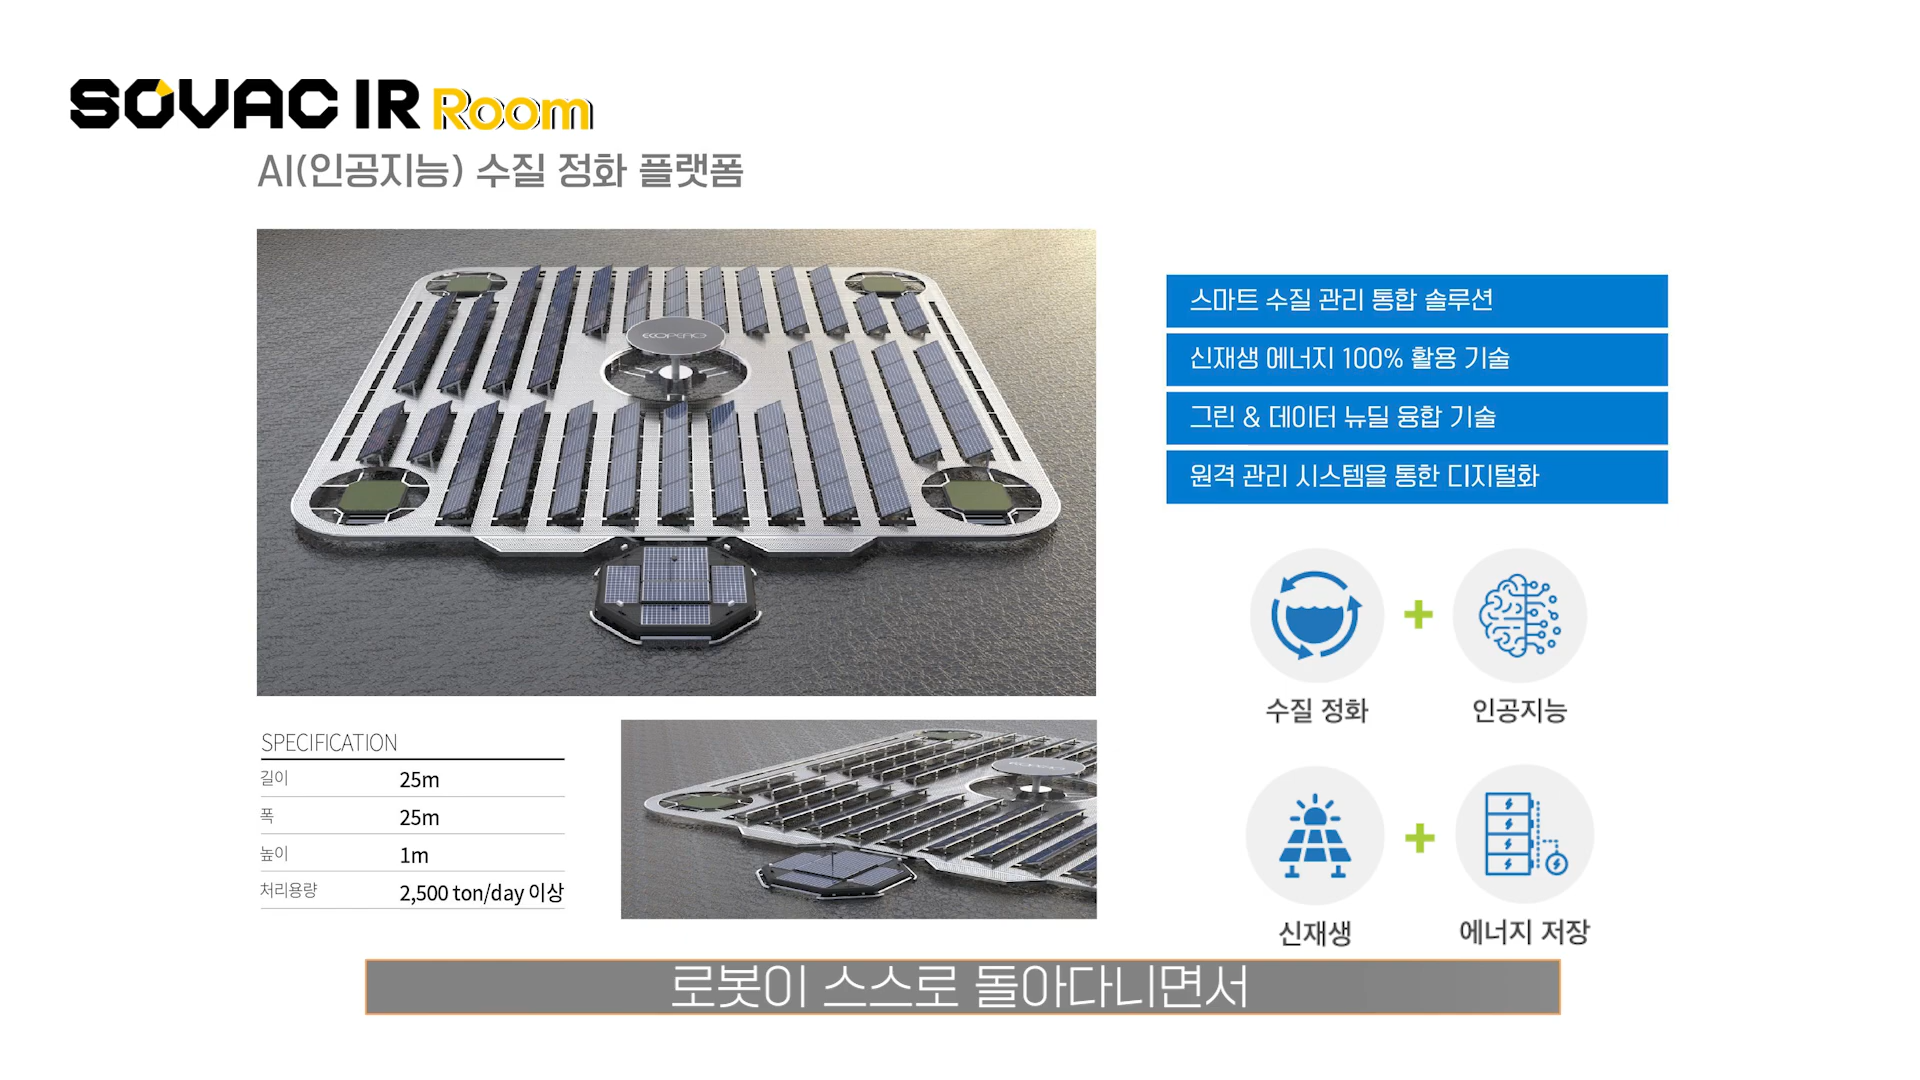 SOVAC IR Room
AI(인공지능) 수질 정화 플랫폼
ECOPEACE
스마트 수질 관리 통합 솔루션
신재생 에너지 100% 활용 기술
그린 & 데이터 뉴딜 융합 기술
원격 관리 시스템을 통한 디지털화
수질 정화
인공지능
SPECIFICATION
길이 25m
폭 25m
높이 1m
처리용량 2,500 ton/day 이상
신재생
에너지 저장
로봇이 스스로 돌아다니면서